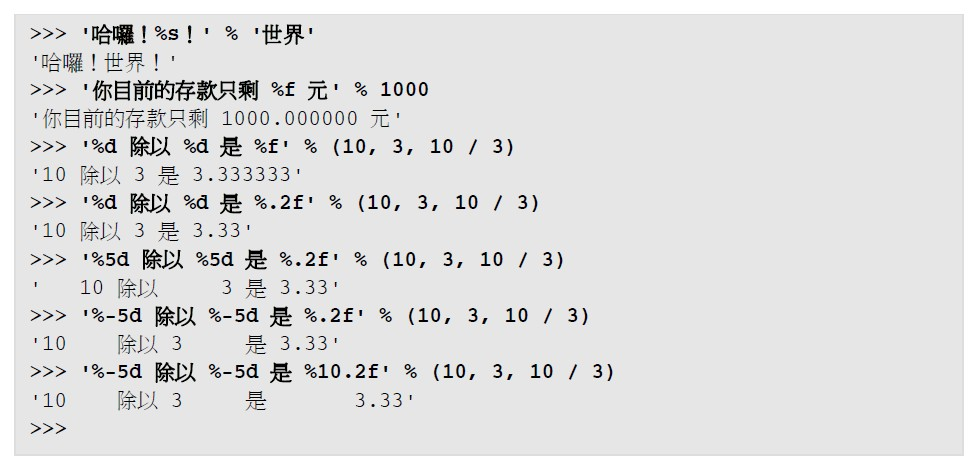 >>> '哈囉！%s！' % '世界'
'哈囉！世界！'
>>> '你目前的存款只剩 %f 元' % 1000
'你目前的存款只剩 1000.000000 元'
>>> '%d 除以 %d 是 %f' % (10, 3, 10 / 3)
'10 除以 3 是 3.333333'
>>> '%d 除以 %d 是 %.2f' % (10, 3, 10 / 3)
'10 除以 3 是 3.33'
>>> '%5d 除以 %5d 是 %.2f' % (10, 3, 10 / 3)
'   10 除以     3 是 3.33'
>>> '%-5d 除以 %-5d 是 %.2f' % (10, 3, 10 / 3)
'10    除以 3     是 3.33'
>>> '%-5d 除以 %-5d 是 %10.2f' % (10, 3, 10 / 3)
'10    除以 3     是       3.33'
>>>